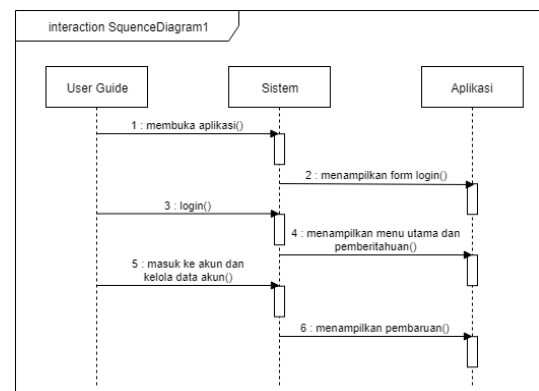 interaction SquenceDiagram1
User Guide
Sistem
Aplikasi
1 : membuka aplikasi()
2 : menampilkan form login()
3 : login()
4 : menampilkan menu utama dan
pemberitahuan()
5 : masuk ke akun dan
kelola data akun()
6 : menampilkan pembaruan()